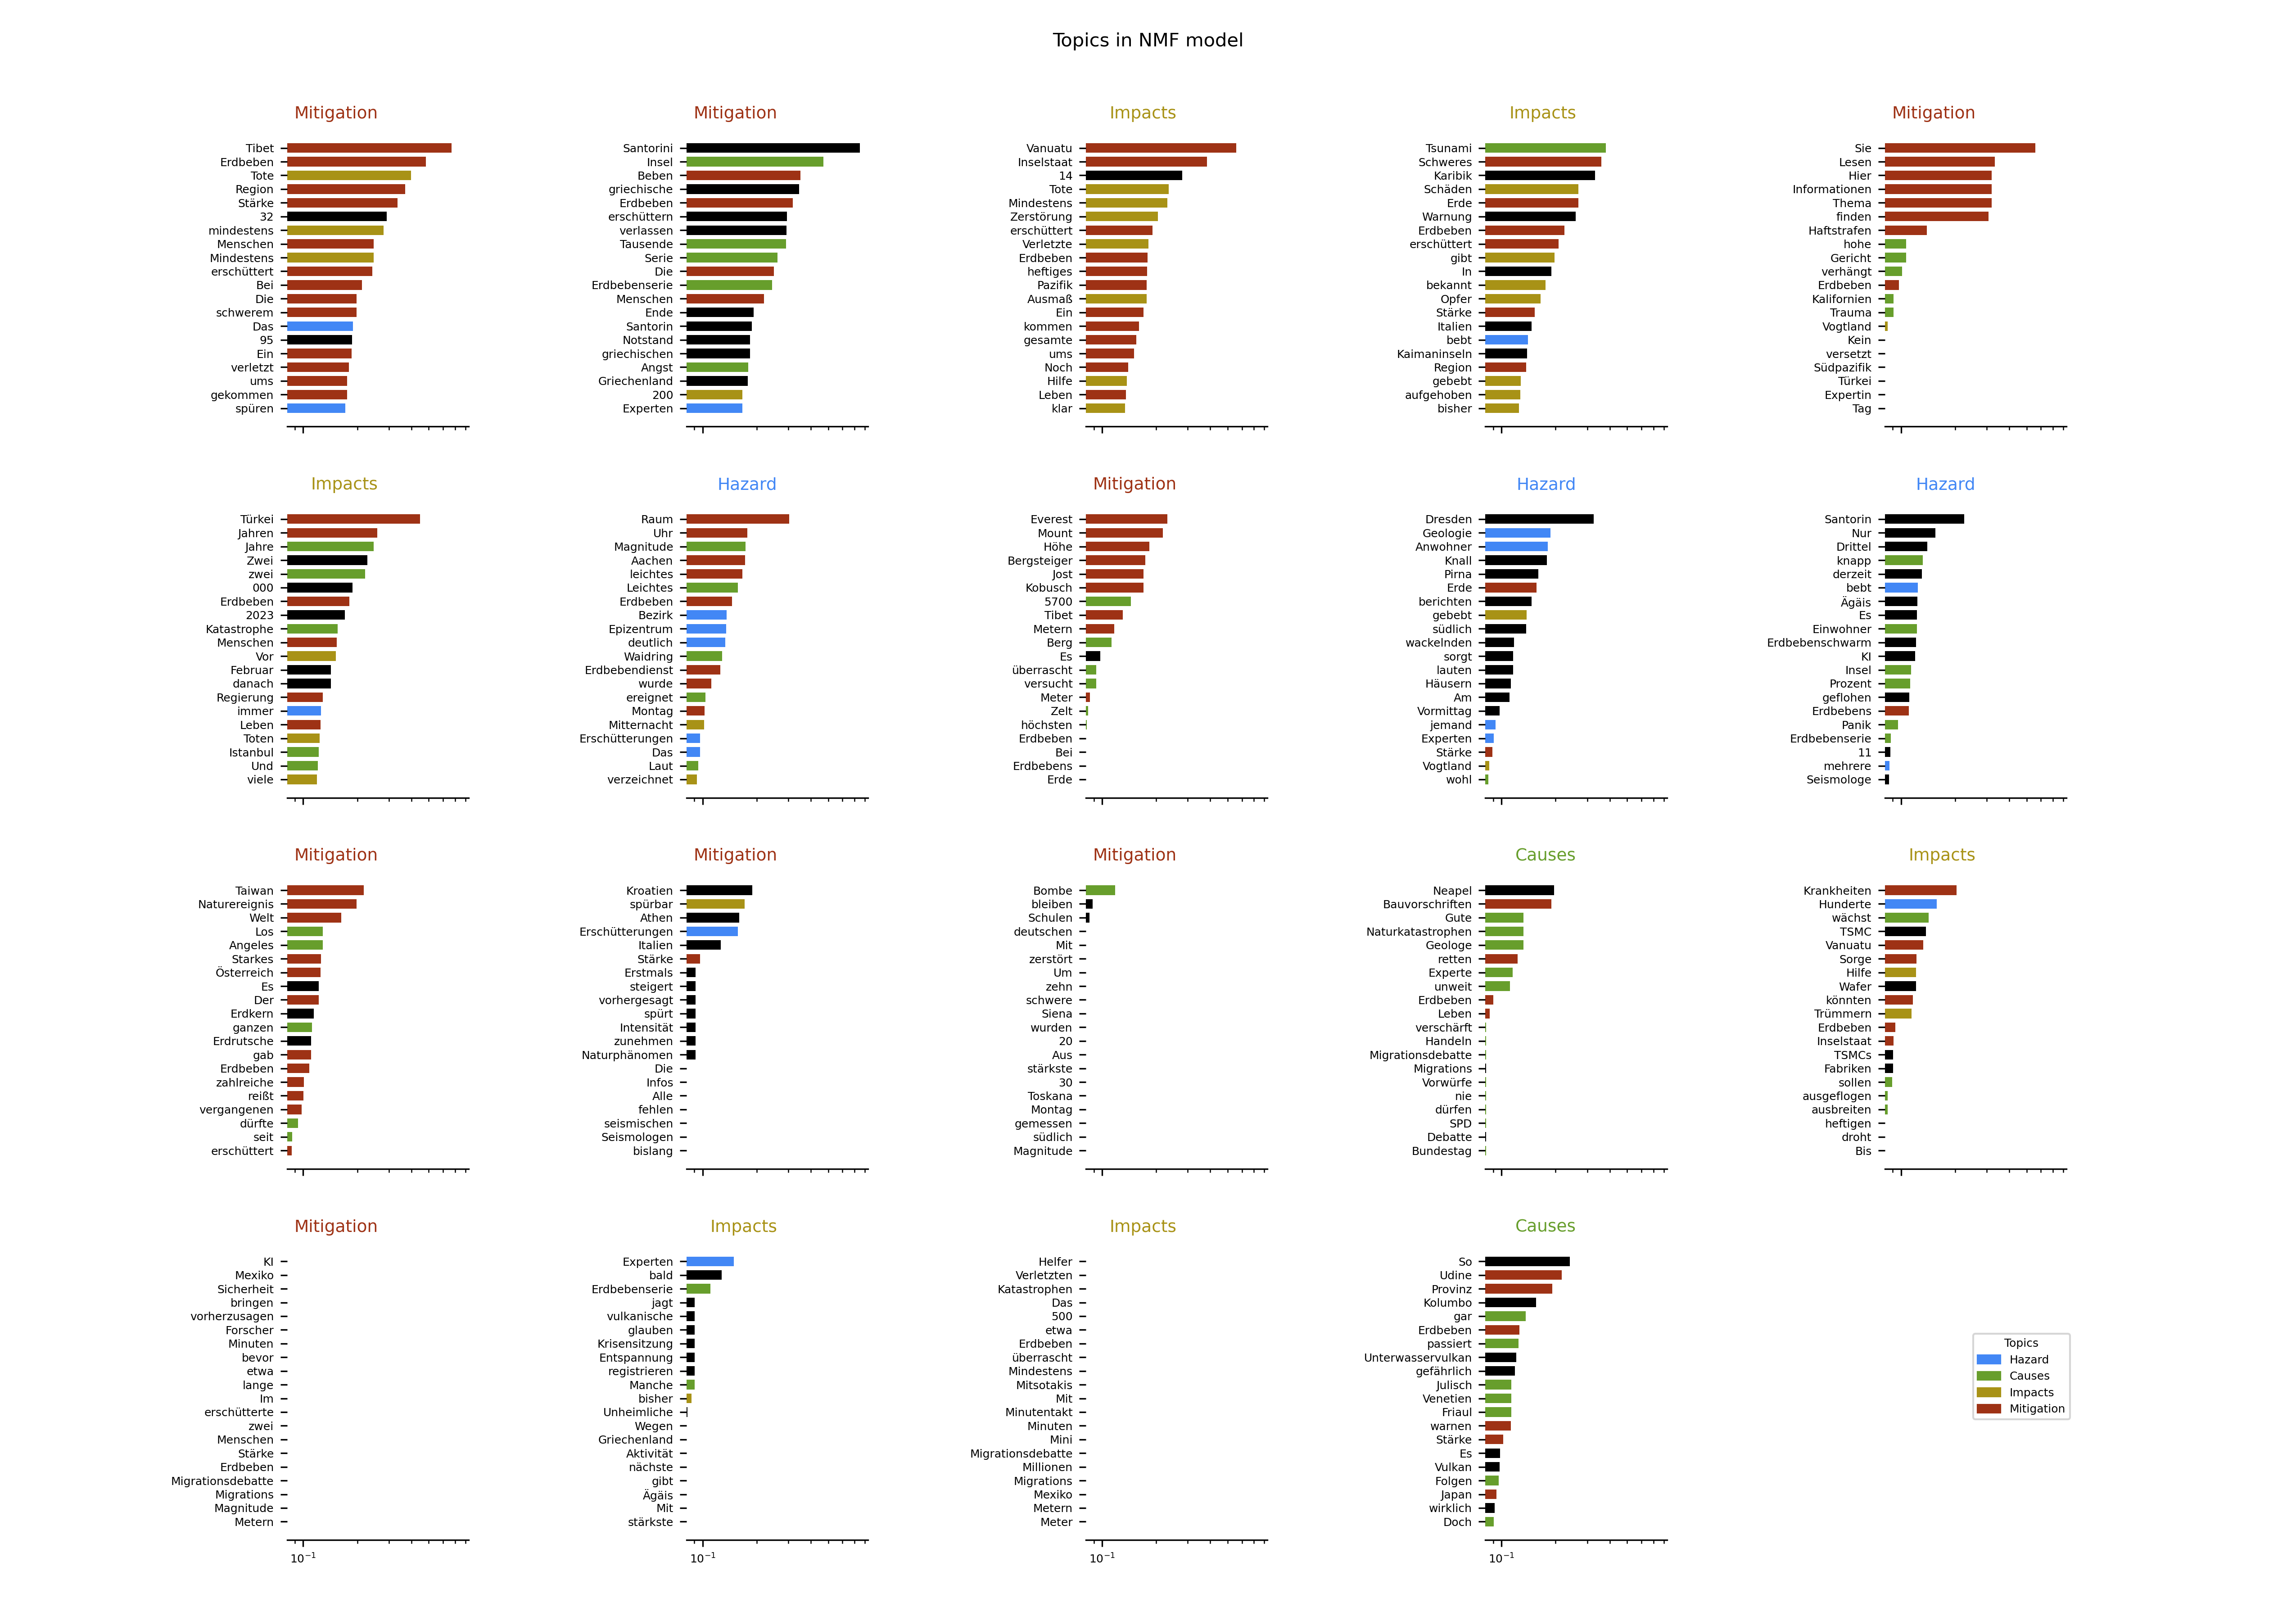 Topics in NMF model
Mitigation
Tibet
Erdbeben
Tote
Region
Stärke
32
mindestens
Menschen
Mindestens
erschüttert
Bei
Die
schwerem
Das
95
Ein
verletzt
ums
gekommen
spüren
Mitigation
Santorini
Insel
Beben
griechische
Erdbeben
erschüttern
verlassen
Tausende
Serie
Die
Erdbebenserie
Menschen
Ende
Santorin
Notstand
griechischen
Angst
Griechenland
200
Experten
Impacts
Vanuatu
Inselstaat
14
Tote
Mindestens
Zerstörung
erschüttert
Verletzte
Erdbeben
heftiges
Pazifik
Ausmaß
Ein
kommen
gesamte
ums
Noch
Hilfe
Leben
klar
Impacts
Tsunami
Schweres
Karibik
Schäden
Erde
Warnung
Erdbeben
erschüttert
gibt
In
bekannt
Opfer
Stärke
Italien
bebt
Kaimaninseln
Region
gebebt
aufgehoben
bisher
Mitigation
Sie
Lesen
Hier
Informationen
Thema
finden
Haftstrafen
hohe
Gericht
verhängt
Erdbeben
Kalifornien
Trauma
Vogtland
Kein
versetzt
Südpazifik
Türkei
Expertin
Tag
Impacts
Türkei
Jahren
Jahre
Zwei
zwei
000
Erdbeben
2023
Katastrophe
Menschen
Vor
Februar
danach
Regierung
immer
Leben
Toten
Istanbul
Und
viele
Hazard
Raum
Uhr
Magnitude
Aachen
leichtes
Leichtes
Erdbeben
Bezirk
Epizentrum
deutlich
Waidring
Erdbebendienst
wurde
ereignet
Montag
Mitternacht
Erschütterungen
Das
Laut
verzeichnet
Mitigation
Everest
Mount
Höhe
Bergsteiger
Jost
Kobusch
5700
Tibet
Metern
Berg
Es
überrascht
versucht
Meter
Zelt
höchsten
Erdbeben
Bei
Erdbebens
Erde
Hazard
Dresden
Geologie
Anwohner
Knall
Pirna
Erde
berichten
gebebt
südlich
wackelnden
sorgt
lauten
Häusern
Am
Vormittag
jemand
Experten
Stärke
Vogtland
wohl
Hazard
Santorin
Nur
Drittel
knapp
derzeit
bebt
Ägäis
Es
Einwohner
Erdbebenschwarm
KI
Insel
Prozent
geflohen
Erdbebens
Panik
Erdbebenserie
11
mehrere
Seismologe
Mitigation
Taiwan
Naturereignis
Welt
Los
Angeles
Starkes
Österreich
Es
Der
Erdkern
ganzen
Erdrutsche
gab
Erdbeben
zahlreiche
reißt
vergangenen
dürfte
seit
erschüttert
Mitigation
Kroatien
spürbar
Athen
Erschütterungen
Italien
Stärke
Erstmals
steigert
vorhergesagt
spürt
Intensität
zunehmen
Naturphänomen
Die
Infos
Alle
fehlen
seismischen
Seismologen
bislang
Mitigation
Bombe
bleiben
Schulen
deutschen
Mit
zerstört
Um
zehn
schwere
Siena
wurden
20
Aus
stärkste
30
Toskana
Montag
gemessen
südlich
Magnitude
Causes
Neapel
Bauvorschriften
Gute
Naturkatastrophen
Geologe
retten
Experte
unweit
Erdbeben
Leben
verschärft
Handeln
Migrationsdebatte
Migrations
Vorwürfe
nie
dürfen
SPD
Debatte
Bundestag
Impacts
Krankheiten
Hunderte
wächst
TSMC
Vanuatu
Sorge
Hilfe
Wafer
könnten
Trümmern
Erdbeben
Inselstaat
TSMCs
Fabriken
sollen
ausgeflogen
ausbreiten
heftigen
droht
Bis
Mitigation
KI
Mexiko
Sicherheit
bringen
vorherzusagen
Forscher
Minuten
bevor
etwa
lange
Im
erschütterte
zwei
Menschen
Stärke
Erdbeben
Migrationsdebatte
Migrations
Magnitude
Metern
10⁻¹
Impacts
Experten
bald
Erdbebenserie
jagt
vulkanische
glauben
Krisensitzung
Entspannung
registrieren
Manche
bisher
Unheimliche
Wegen
Griechenland
Aktivität
nächste
gibt
Ägäis
Mit
stärkste
10⁻¹
Impacts
Helfer
Verletzten
Katastrophen
Das
500
etwa
Erdbeben
überrascht
Mindestens
Mitsotakis
Mit
Minutentakt
Minuten
Mini
Migrationsdebatte
Millionen
Migrations
Mexiko
Metern
Meter
10⁻¹
Causes
So
Udine
Provinz
Kolumbo
gar
Erdbeben
passiert
Unterwasservulkan
gefährlich
Julisch
Venetien
Friaul
warnen
Stärke
Es
Vulkan
Folgen
Japan
wirklich
Doch
10⁻¹
Topics
Hazard
Causes
Impacts
Mitigation